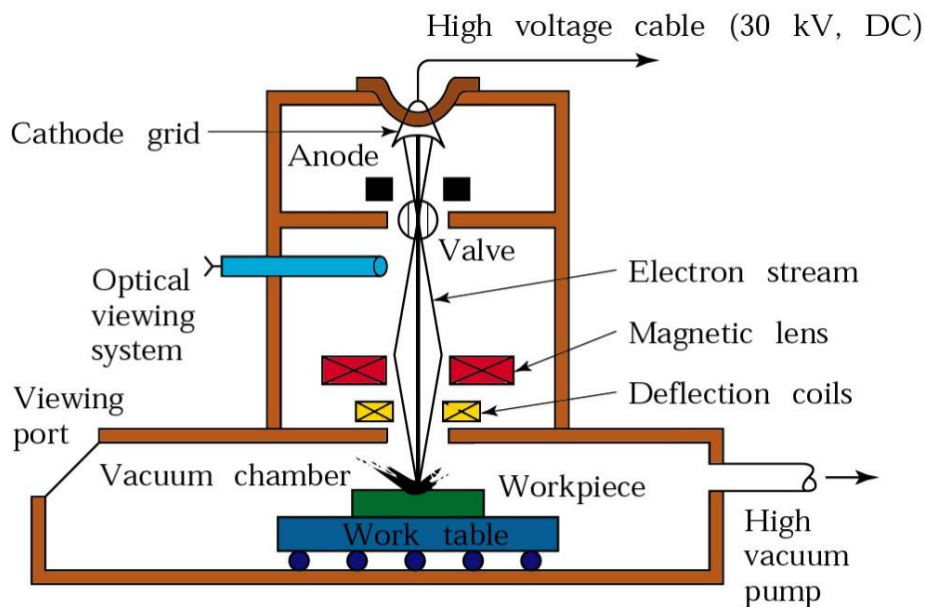 High voltage cable (30 kV, DC)
Cathode grid
Anode
Valve
Optical
viewing
system
Electron stream
Magnetic lens
Viewing
port
Deflection coils
Vacuum chamber
Workpiece
Work table
High
vacuum
pump